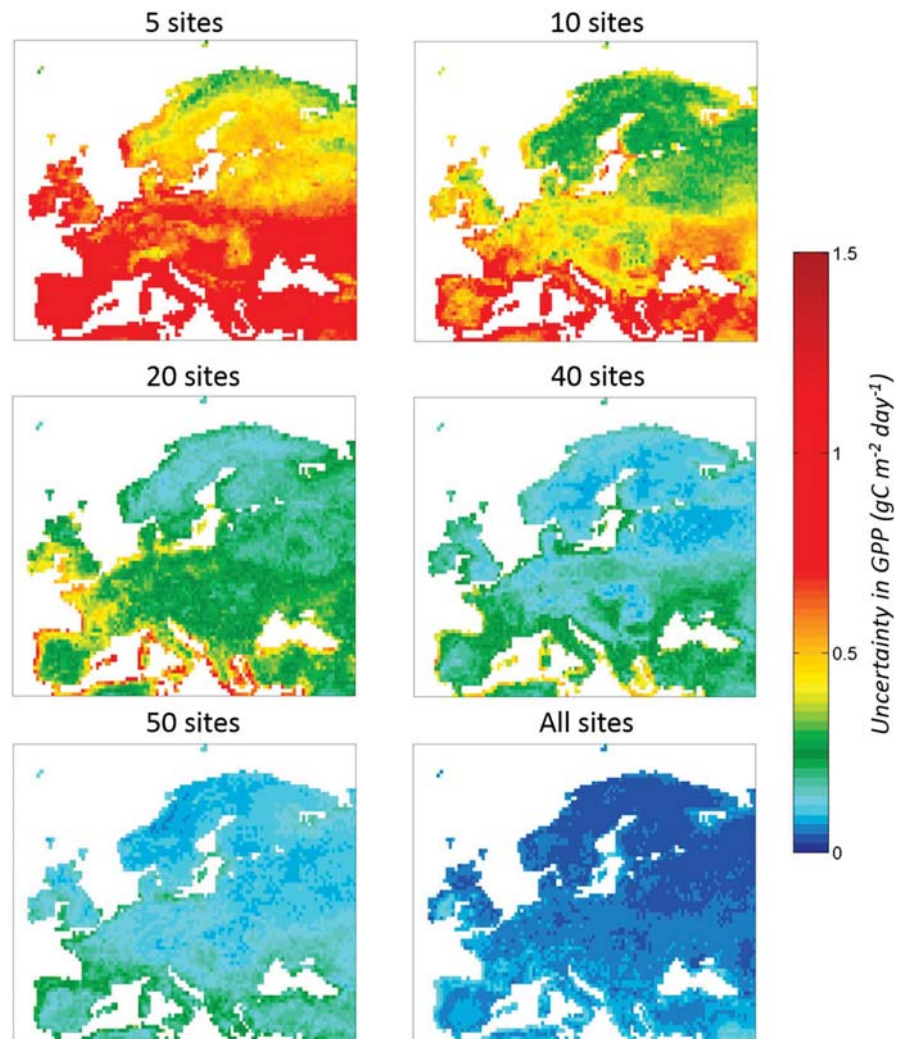 5 sites
10 sites
20 sites
40 sites
50 sites
All sites
1.5
1
0.5
0
Uncertainty in GPP (gC m⁻² day⁻¹)